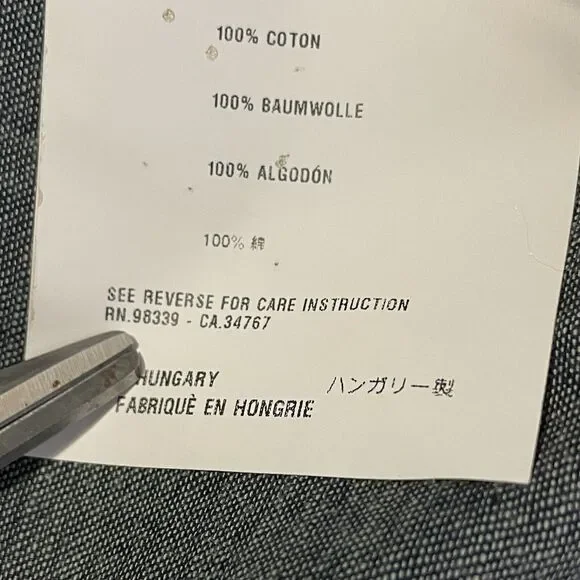 100% COTON
100% BAUMWOLLE
100% ALGODÓN
100% 綿
SEE REVERSE FOR CARE INSTRUCTION
RN.98339 - CA.34767
HUNGARY ハンガリー製
FABRIQUÈ EN HONGRIE